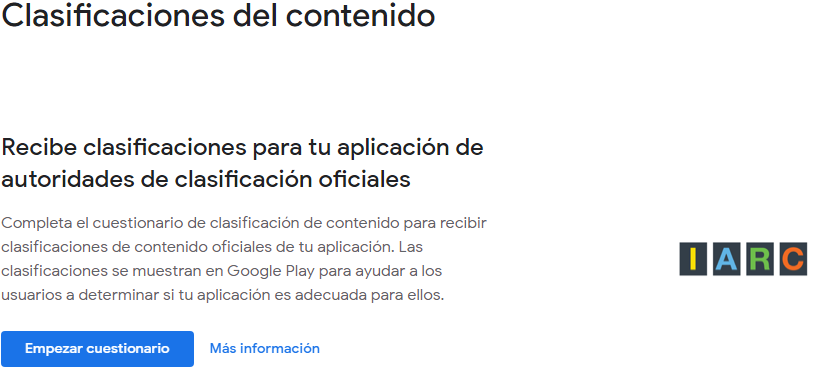 Clasificaciones del contenido
Recibe clasificaciones para tu aplicación de
autoridades de clasificación oficiales
Completa el cuestionario de clasificación de contenido para recibir
clasificaciones de contenido oficiales de tu aplicación. Las
clasificaciones se muestran en Google Play para ayudar a los
usuarios a determinar si tu aplicación es adecuada para ellos.
IARC
Empezar cuestionario Más información